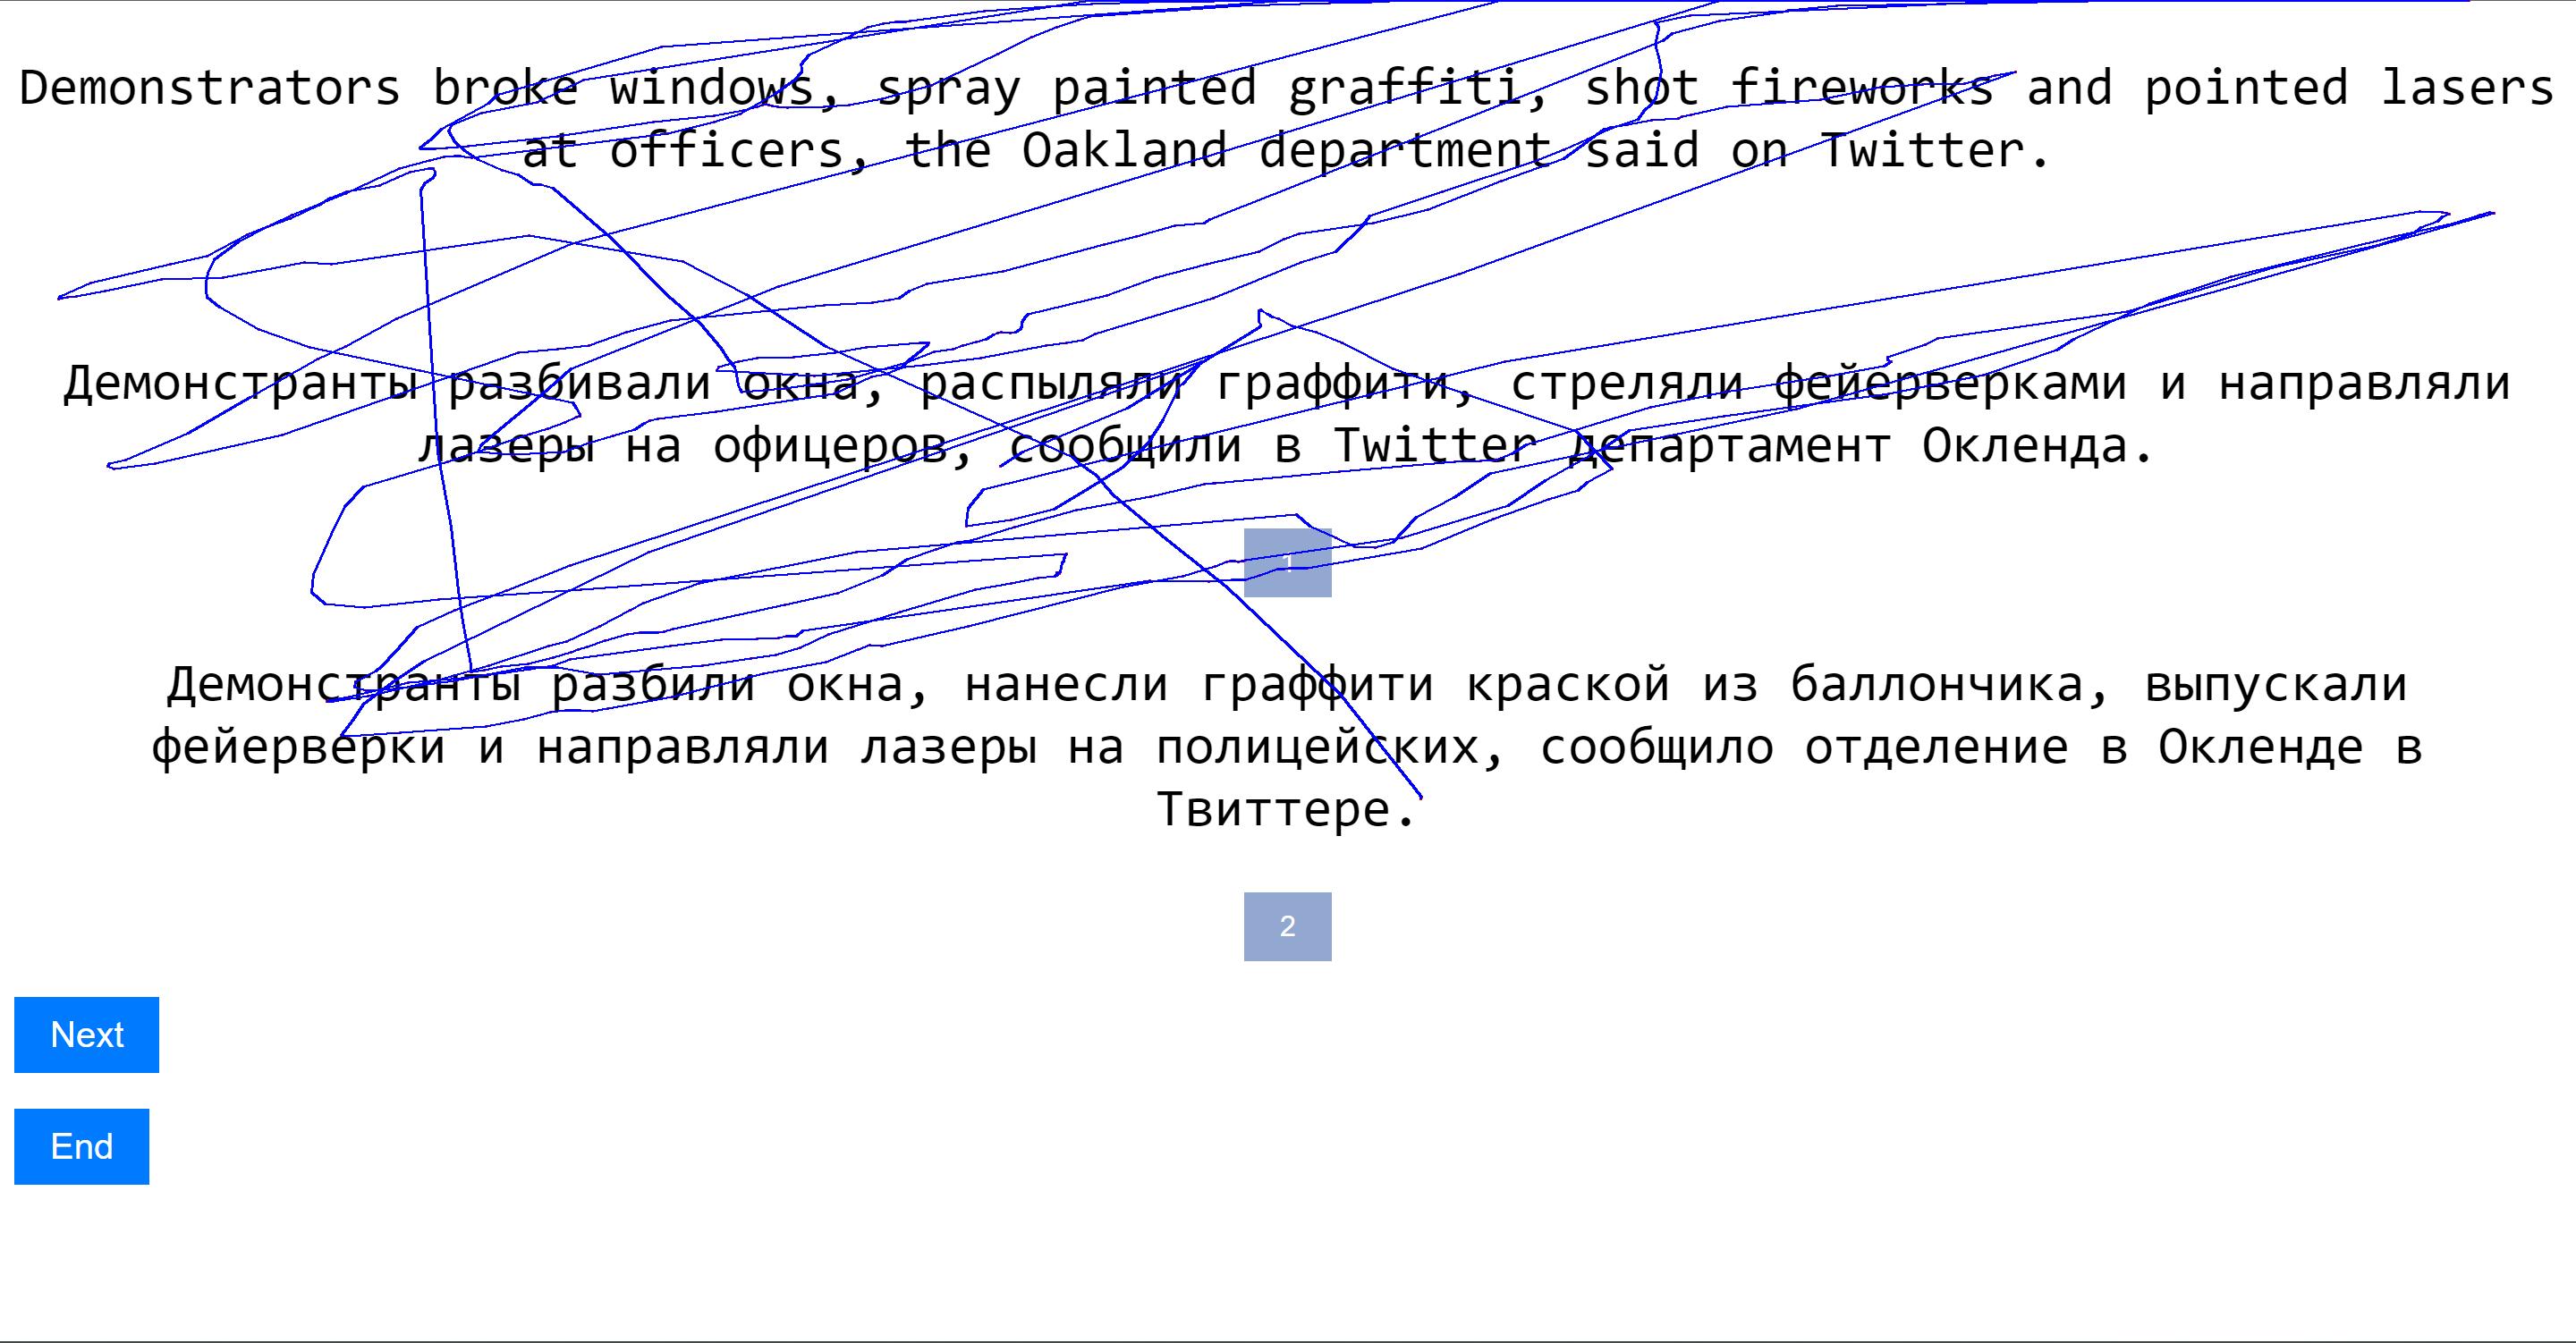 Demonstrators broke windows, spray painted graffiti, shot fireworks and pointed lasers
at officers, the Oakland department said on Twitter.
Демонстранты разбивали окна, распыляли граффити, стреляли фейерверками и направляли
лазеры на офицеров, сообщили в Twitter департамент Окленда.
1
Демонстранты разбили окна, нанесли граффити краской из баллончика, выпускали
фейерверки и направляли лазеры на полицейских, сообщило отделение в Окленде в
Твиттере.
2
Next
End